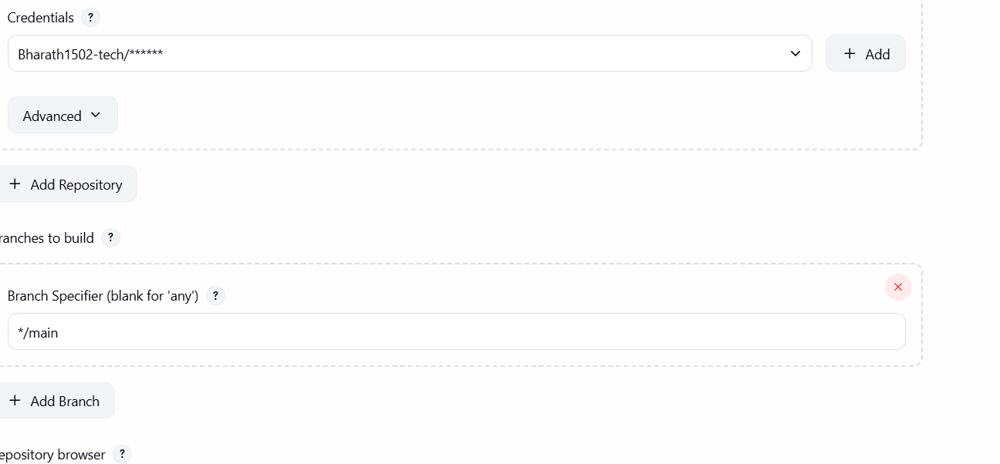 Credentials ?
Bharath1502-tech/******
+ Add
Advanced
+ Add Repository
ranches to build ?
Branch Specifier (blank for 'any') ?
*/main
+ Add Branch
epository browser ?